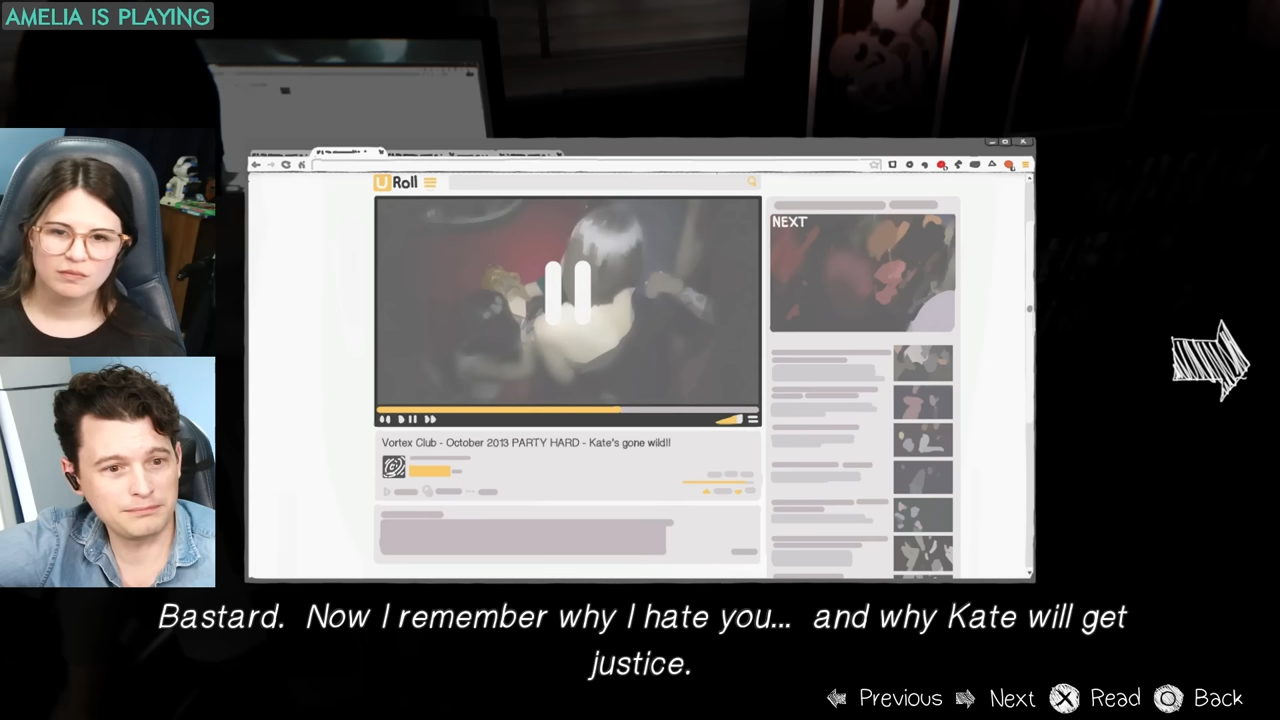 AMELIA IS PLAYING
U Roll
NEXT
Vortex Club - October 2013 PARTY HARD - Kate's gone wild!!
Bastard. Now I remember why I hate you... and why Kate will get
justice.
Previous Next Read Back